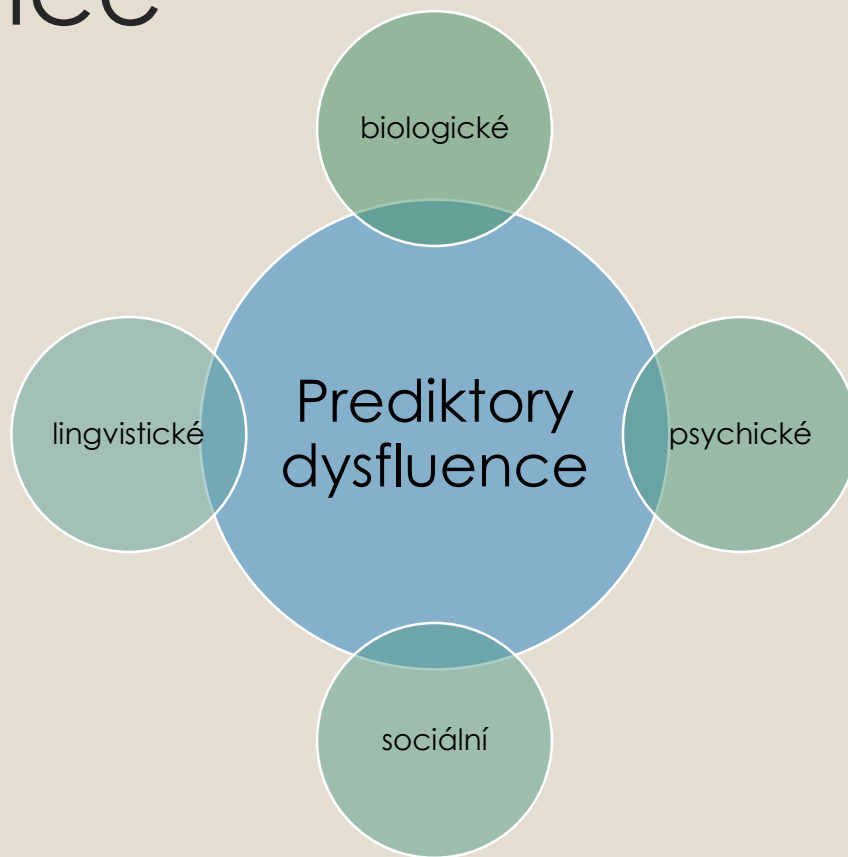 biologické
lingvistické
Prediktory
dysfluence
psychické
sociální